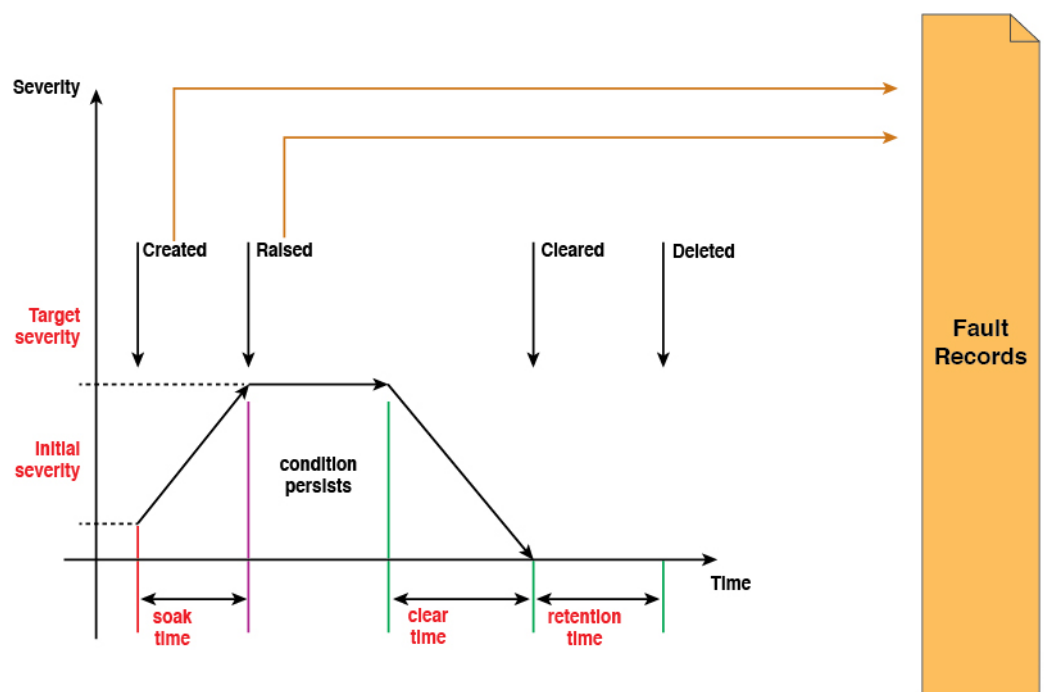 Severity
Created
Raised
Cleared
Deleted
Target
severity
Fault
Records
Initial
severity
condition
persists
Time
soak
time
clear
time
retention
time